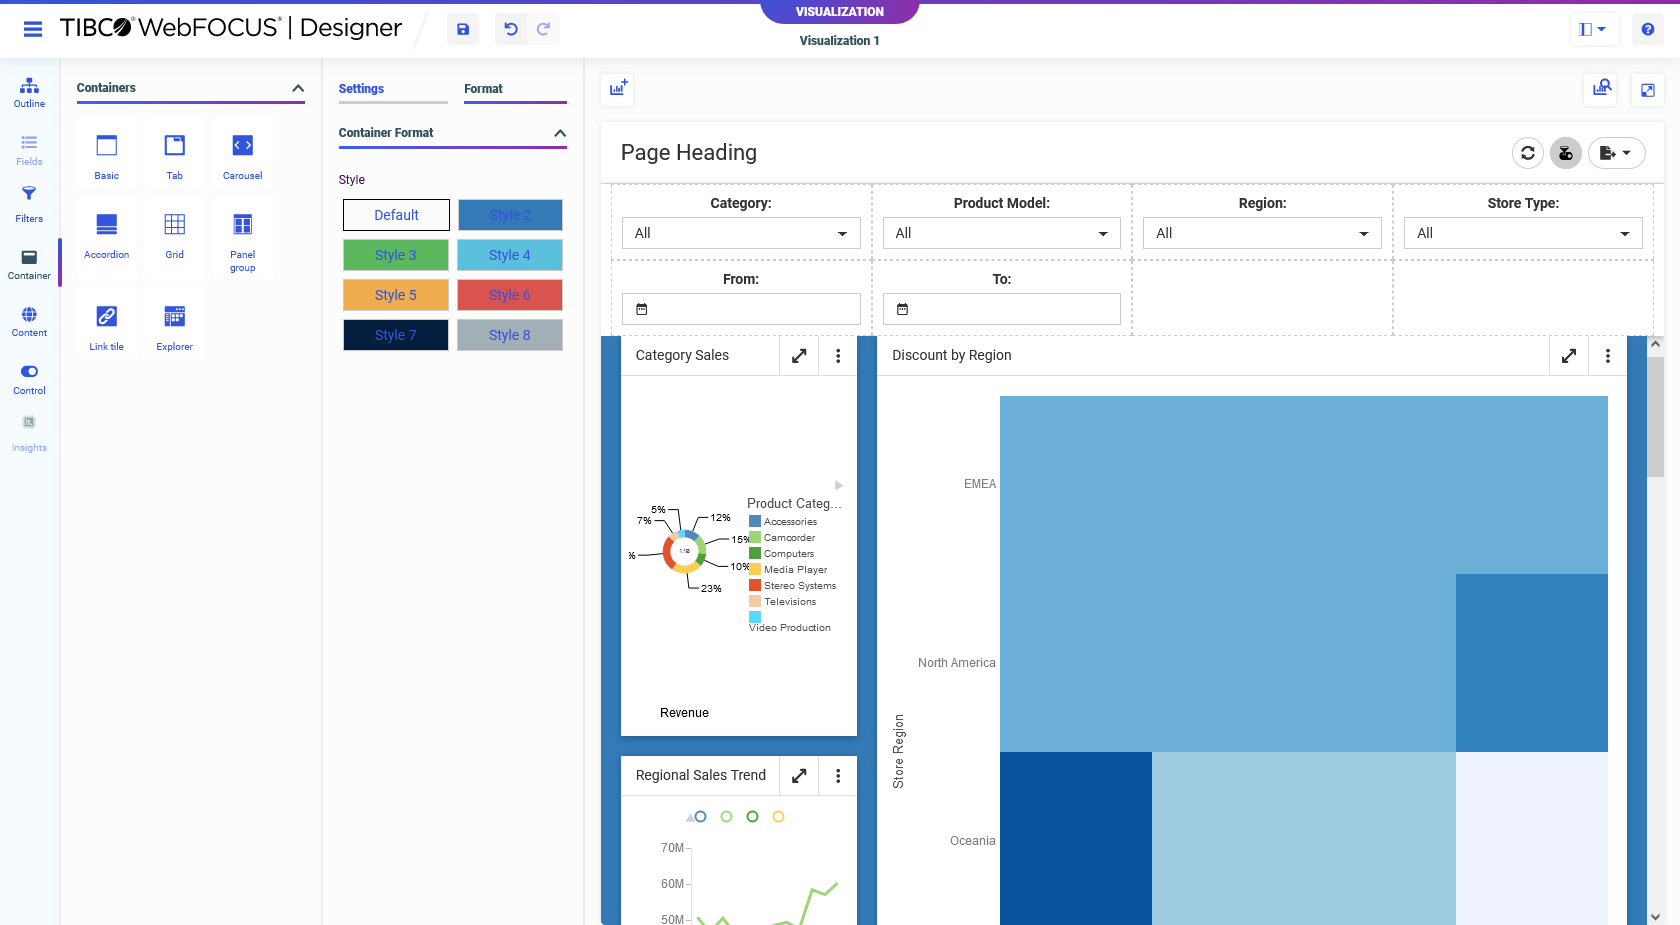 VISUALIZATION
TIBCO® WebFOCUS® | Designer
Visualization 1
Outline
Fields
Filters
Container
Content
Control
Insights
Containers
Basic
Tab
Carousel
Accordion
Grid
Panel
group
Link tile
Explorer
Settings
Format
Container Format
Style
Default
Style 2
Style 3
Style 4
Style 5
Style 6
Style 7
Style 8
Page Heading
Category:
Product Model:
Region:
Store Type:
All
All
All
All
From:
To:
Category Sales
5%
7%
12%
15%
10%
23%
%
Product Categ...
Accessories
Camcorder
Computers
Media Player
Stereo Systems
Televisions
Video Production
Revenue
Regional Sales Trend
70M
60M
50M
Discount by Region
Store Region
EMEA
North America
Oceania